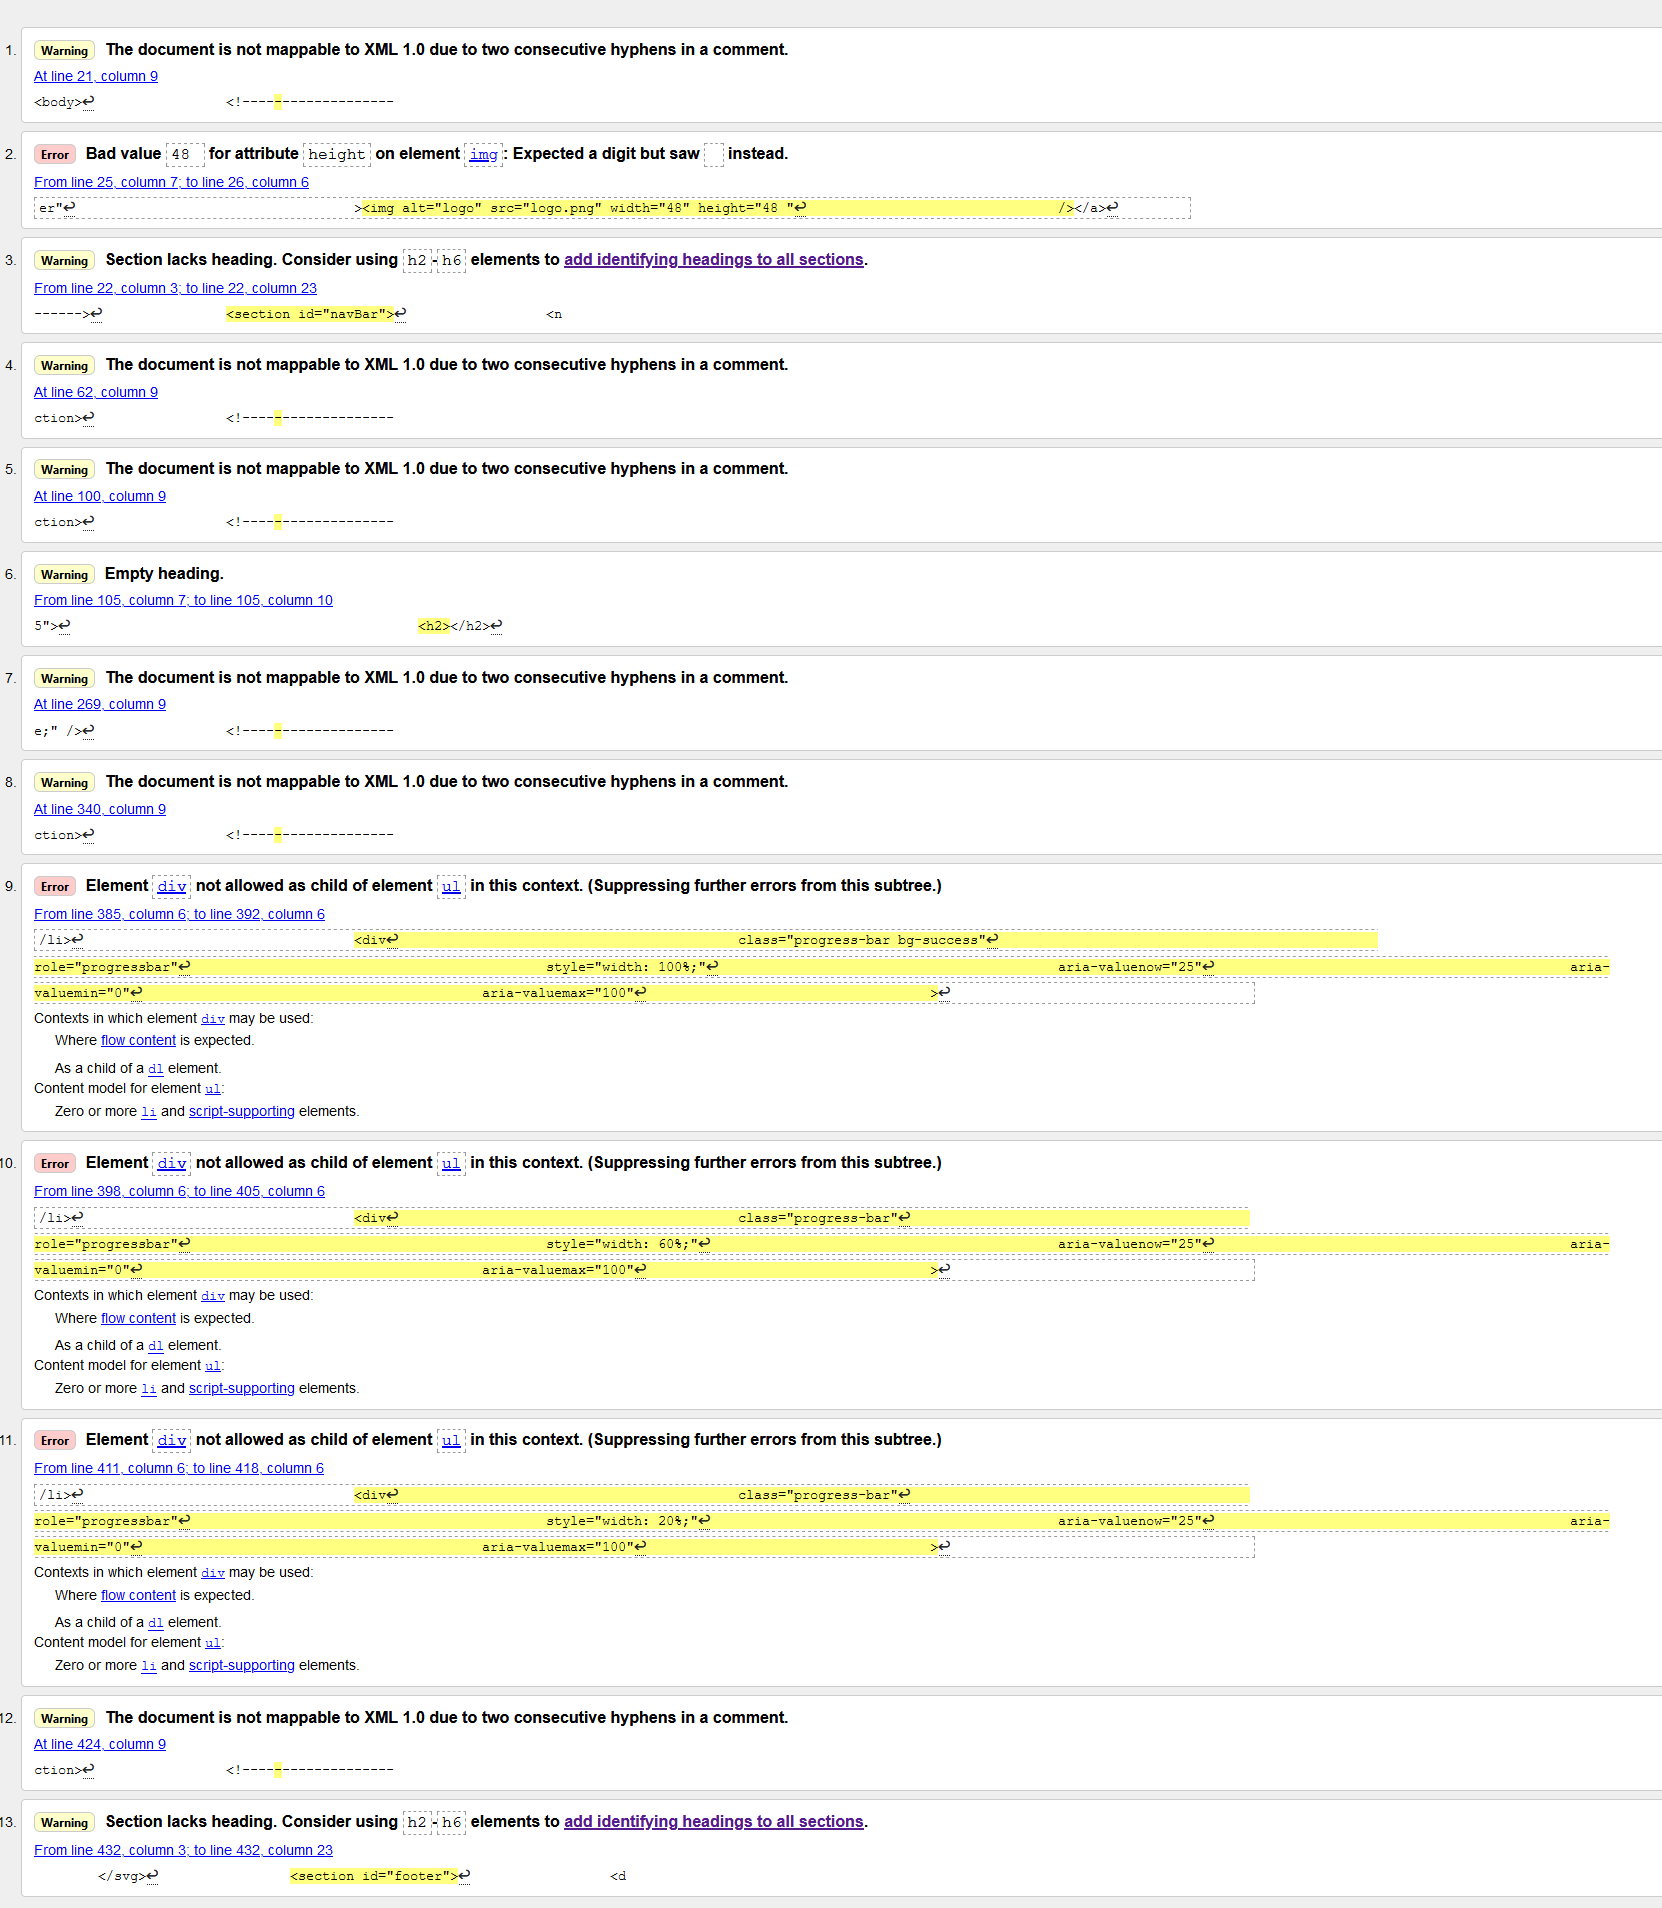 1. Warning The document is not mappable to XML 1.0 due to two consecutive hyphens in a comment.
At line 21, column 9
<body>↩ <!-------------------
2. Error Bad value 48  for attribute height on element img: Expected a digit but saw   instead.
From line 25, column 7; to line 26, column 6
er"↩ ><img alt="logo" src="logo.png" width="48" height="48 "↩ /></a>↩
3. Warning Section lacks heading. Consider using h2-h6 elements to add identifying headings to all sections.
From line 22, column 3; to line 22, column 23
------>↩ <section id="navBar">↩ <n
4. Warning The document is not mappable to XML 1.0 due to two consecutive hyphens in a comment.
At line 62, column 9
ction>↩ <!-------------------
5. Warning The document is not mappable to XML 1.0 due to two consecutive hyphens in a comment.
At line 100, column 9
ction>↩ <!-------------------
6. Warning Empty heading.
From line 105, column 7; to line 105, column 10
5">↩ <h2></h2>↩
7. Warning The document is not mappable to XML 1.0 due to two consecutive hyphens in a comment.
At line 269, column 9
e;" />↩ <!-------------------
8. Warning The document is not mappable to XML 1.0 due to two consecutive hyphens in a comment.
At line 340, column 9
ction>↩ <!-------------------
9. Error Element div not allowed as child of element ul in this context. (Suppressing further errors from this subtree.)
From line 385, column 6; to line 392, column 6
/li>↩ <div↩ class="progress-bar bg-success"↩
role="progressbar"↩ style="width: 100%;"↩ aria-valuenow="25"↩ aria-
valuemin="0"↩ aria-valuemax="100"↩ >↩
Contexts in which element div may be used:
Where flow content is expected.
As a child of a dl element.
Content model for element ul:
Zero or more li and script-supporting elements.
10. Error Element div not allowed as child of element ul in this context. (Suppressing further errors from this subtree.)
From line 398, column 6; to line 405, column 6
/li>↩ <div↩ class="progress-bar"↩
role="progressbar"↩ style="width: 60%;"↩ aria-valuenow="25"↩ aria-
valuemin="0"↩ aria-valuemax="100"↩ >↩
Contexts in which element div may be used:
Where flow content is expected.
As a child of a dl element.
Content model for element ul:
Zero or more li and script-supporting elements.
11. Error Element div not allowed as child of element ul in this context. (Suppressing further errors from this subtree.)
From line 411, column 6; to line 418, column 6
/li>↩ <div↩ class="progress-bar"↩
role="progressbar"↩ style="width: 20%;"↩ aria-valuenow="25"↩ aria-
valuemin="0"↩ aria-valuemax="100"↩ >↩
Contexts in which element div may be used:
Where flow content is expected.
As a child of a dl element.
Content model for element ul:
Zero or more li and script-supporting elements.
12. Warning The document is not mappable to XML 1.0 due to two consecutive hyphens in a comment.
At line 424, column 9
ction>↩ <!-------------------
13. Warning Section lacks heading. Consider using h2-h6 elements to add identifying headings to all sections.
From line 432, column 3; to line 432, column 23
</svg>↩ <section id="footer">↩ <d